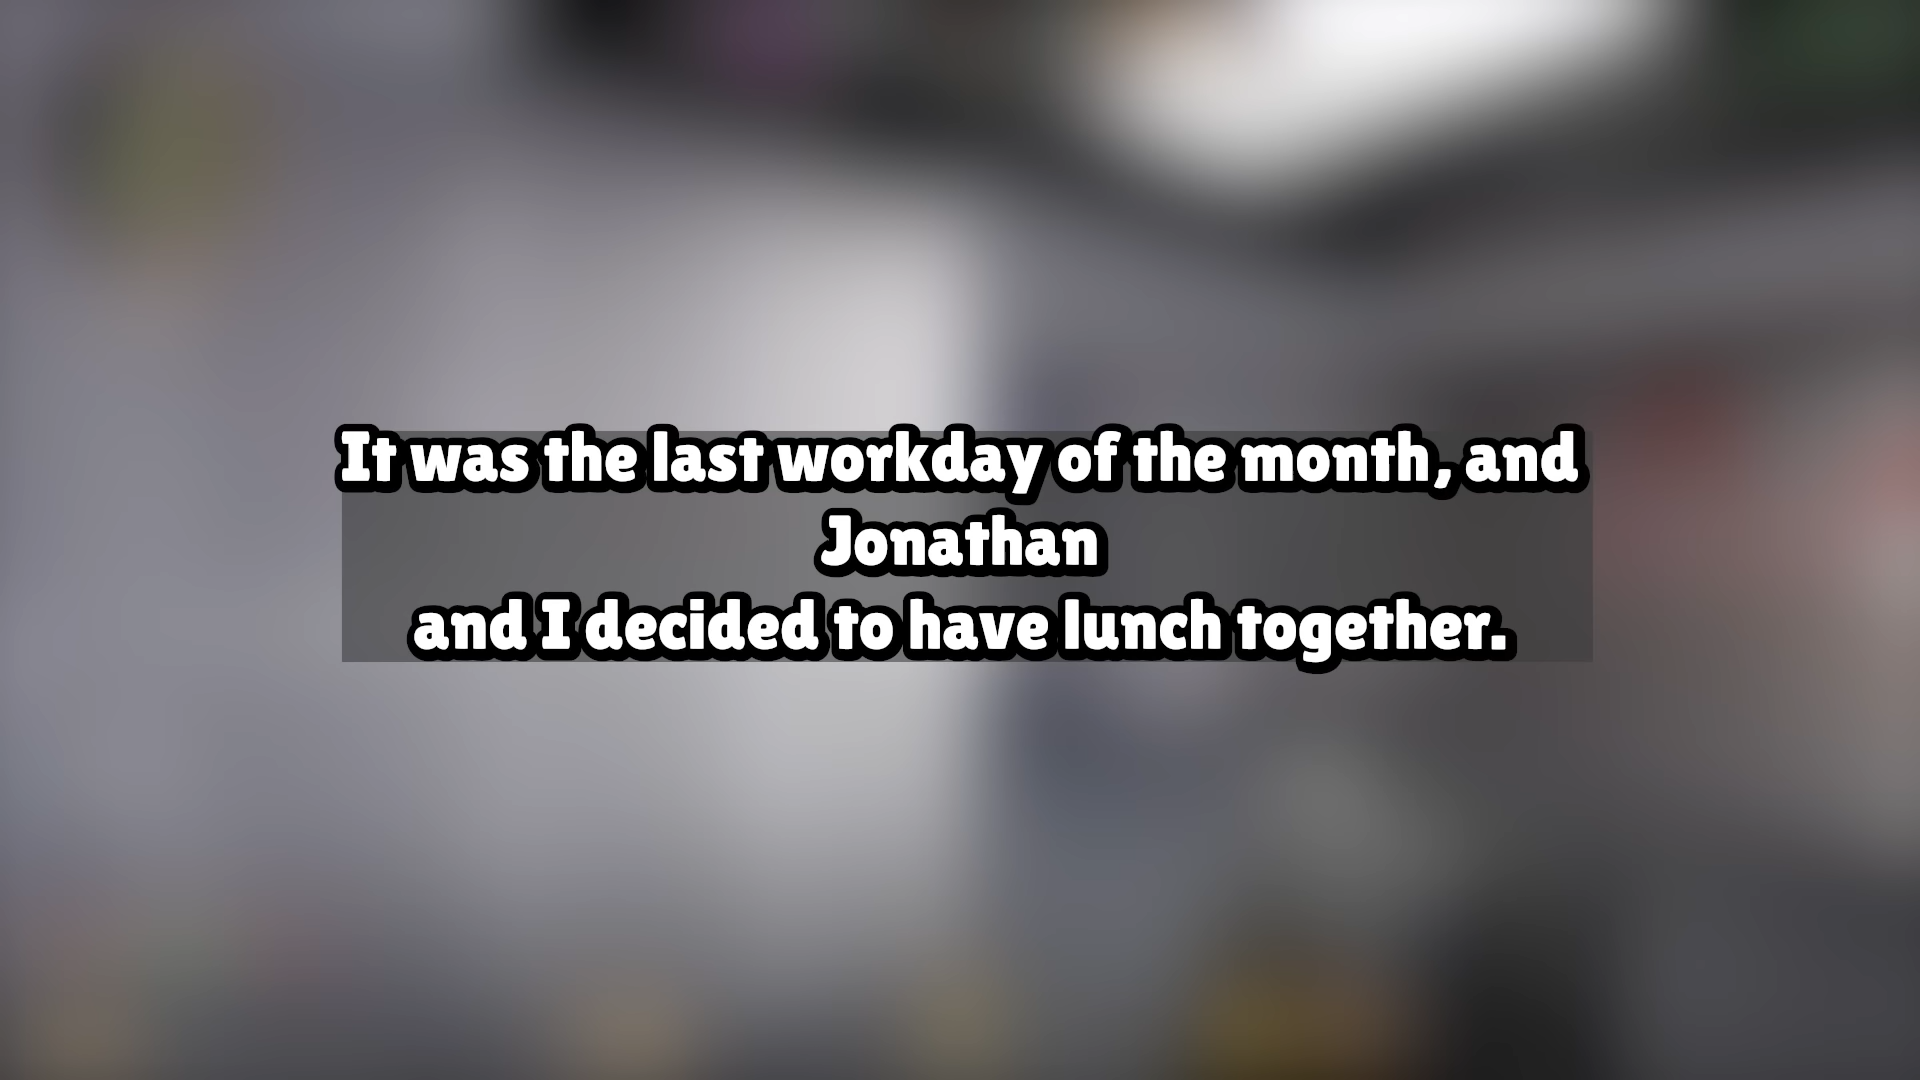 It was the last workday of the month, and
Jonathan
and I decided to have lunch together.